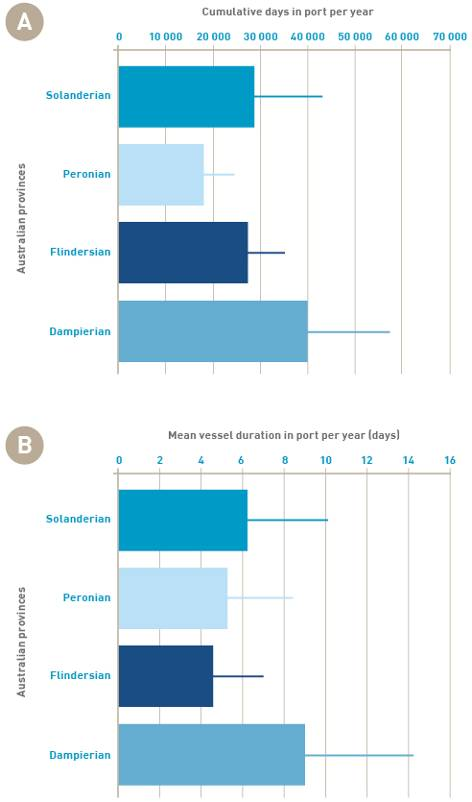 A
Cumulative days in port per year
0 10 000 20 000 30 000 40 000 50 000 60 000 70 000
Australian provinces
Solanderian
Peronian
Flindersian
Dampierian
B
Mean vessel duration in port per year (days)
0 2 4 6 8 10 12 14 16
Australian provinces
Solanderian
Peronian
Flindersian
Dampierian